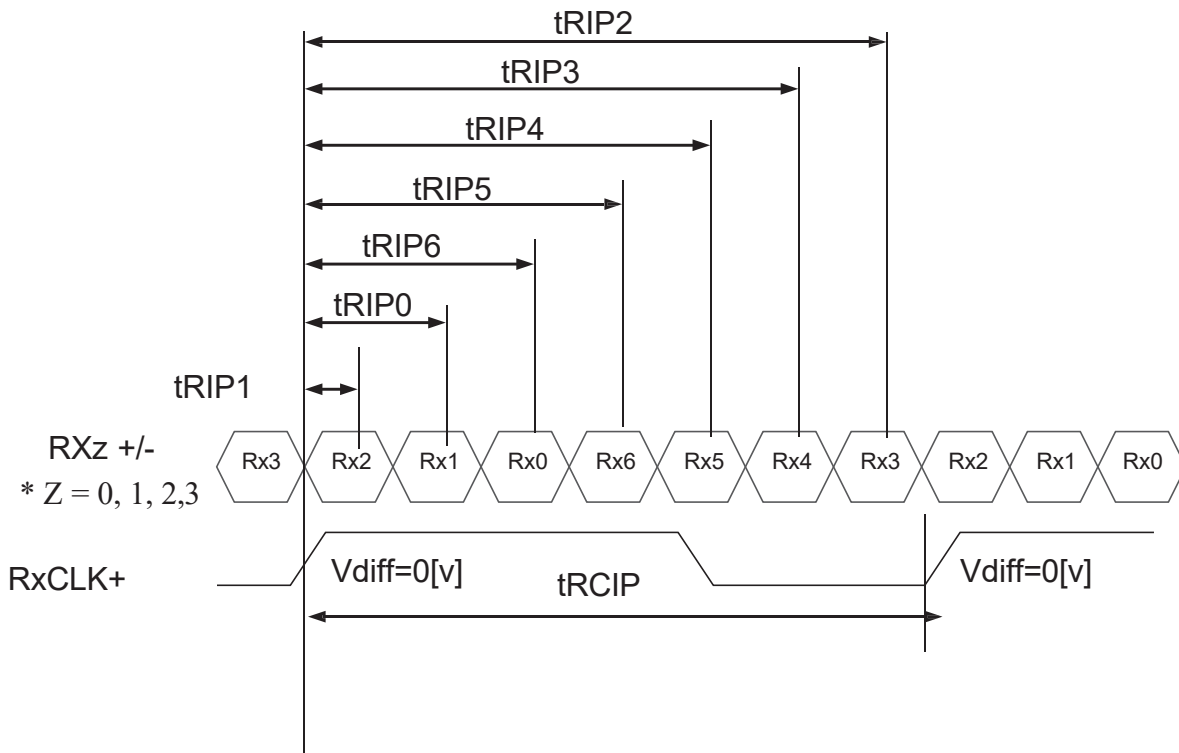 tRIP2
tRIP3
tRIP4
tRIP5
tRIP6
tRIP0
tRIP1
RXz +/-
* Z = 0, 1, 2,3
Rx3 Rx2 Rx1 Rx0 Rx6 Rx5 Rx4 Rx3 Rx2 Rx1 Rx0
RxCLK+
Vdiff=0[v]
tRCIP
Vdiff=0[v]